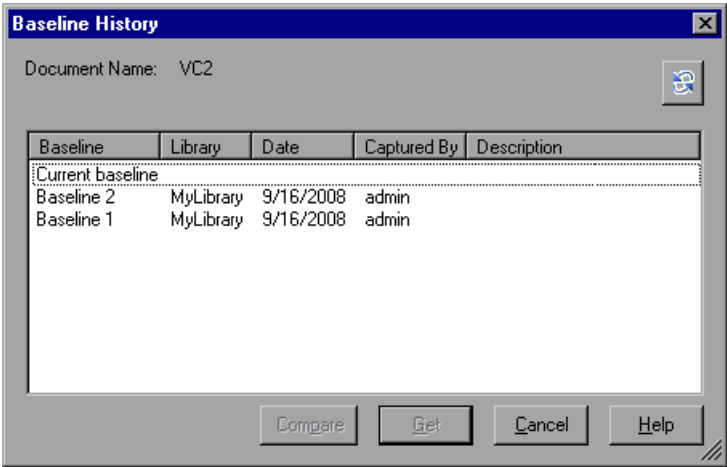 Baseline History
Document Name: VC2
Baseline Library Date Captured By Description
Current baseline
Baseline 2 MyLibrary 9/16/2008 admin
Baseline 1 MyLibrary 9/16/2008 admin
Compare Get Cancel Help